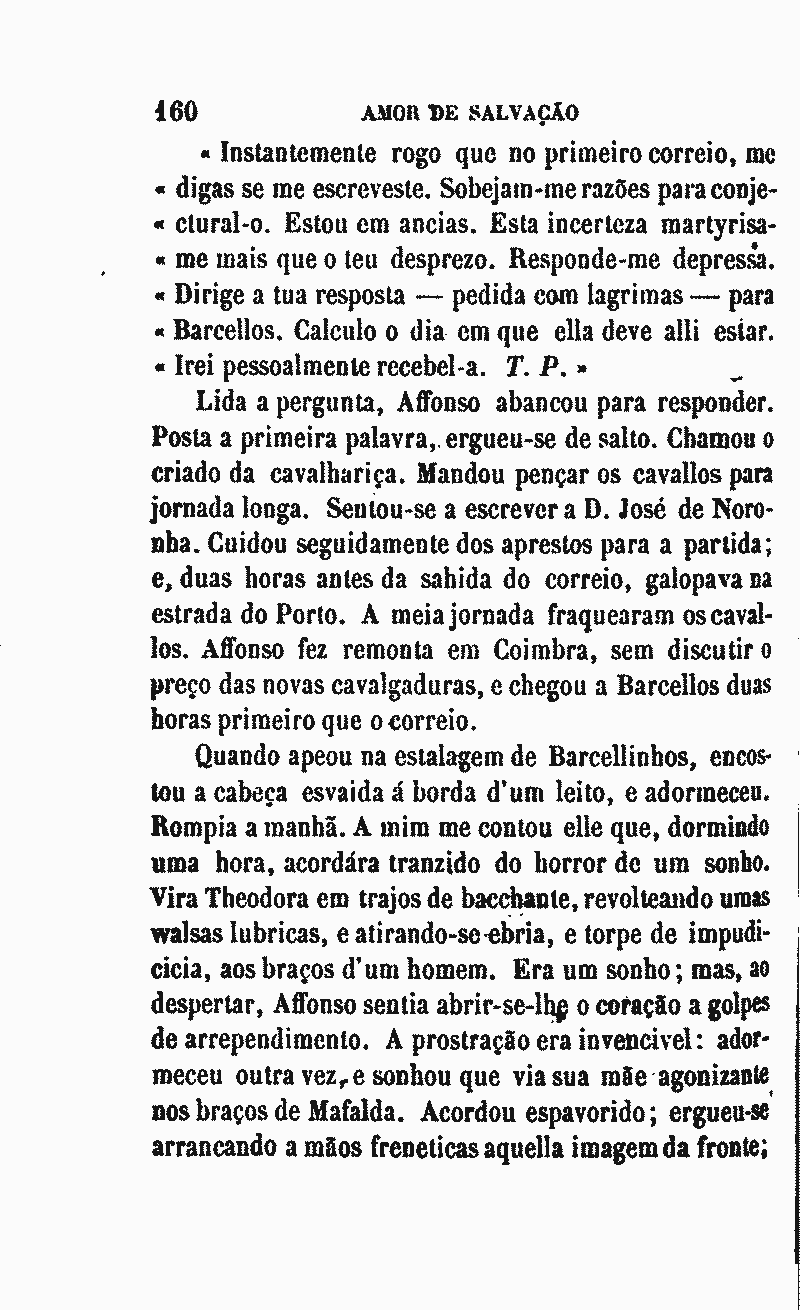 160 AMOR DE SALVAÇÃO
« Instantemente rogo que no primeiro correio, me
« digas se me escreveste. Sobejam-me razões para conje-
« ctural-o. Estou em ancias. Esta incerteza martyrisa-
« me mais que o teu desprezo. Responde-me depressa.
« Dirige a tua resposta — pedida com lagrimas — para
« Barcellos. Calculo o dia em que ella deve alli estar.
« Irei pessoalmente recebel-a. T. P. »
Lida a pergunta, Affonso abancou para responder.
Posta a primeira palavra, ergueu-se de salto. Chamou o
criado da cavalhariça. Mandou pençar os cavallos para
jornada longa. Sentou-se a escrever a D. José de Noro-
nha. Cuidou seguidamente dos aprestos para a partida;
e, duas horas antes da sahida do correio, galopava na
estrada do Porto. A meia jornada fraquearam os caval-
los. Affonso fez remonta em Coimbra, sem discutir o
preço das novas cavalgaduras, e chegou a Barcellos duas
horas primeiro que o correio.
Quando apeou na estalagem de Barcellinhos, encos-
tou a cabeça esvaida á borda d'um leito, e adormeceu.
Rompia a manhã. A mim me contou elle que, dormindo
uma hora, acordára tranzido do horror de um sonho.
Vira Theodora em trajos de bacchante, revolteando umas
walsas lubricas, e atirando-se ebria, e torpe de impudi-
cicia, aos braços d'um homem. Era um sonho; mas, ao
despertar, Affonso sentia abrir-se-lhe o coração a golpes
de arrependimento. A prostração era invencivel: ador-
meceu outra vez, e sonhou que via sua mãe agonizante
nos braços de Mafalda. Acordou espavorido; ergueu-se
arrancando a mãos freneticas aquella imagem da fronte;